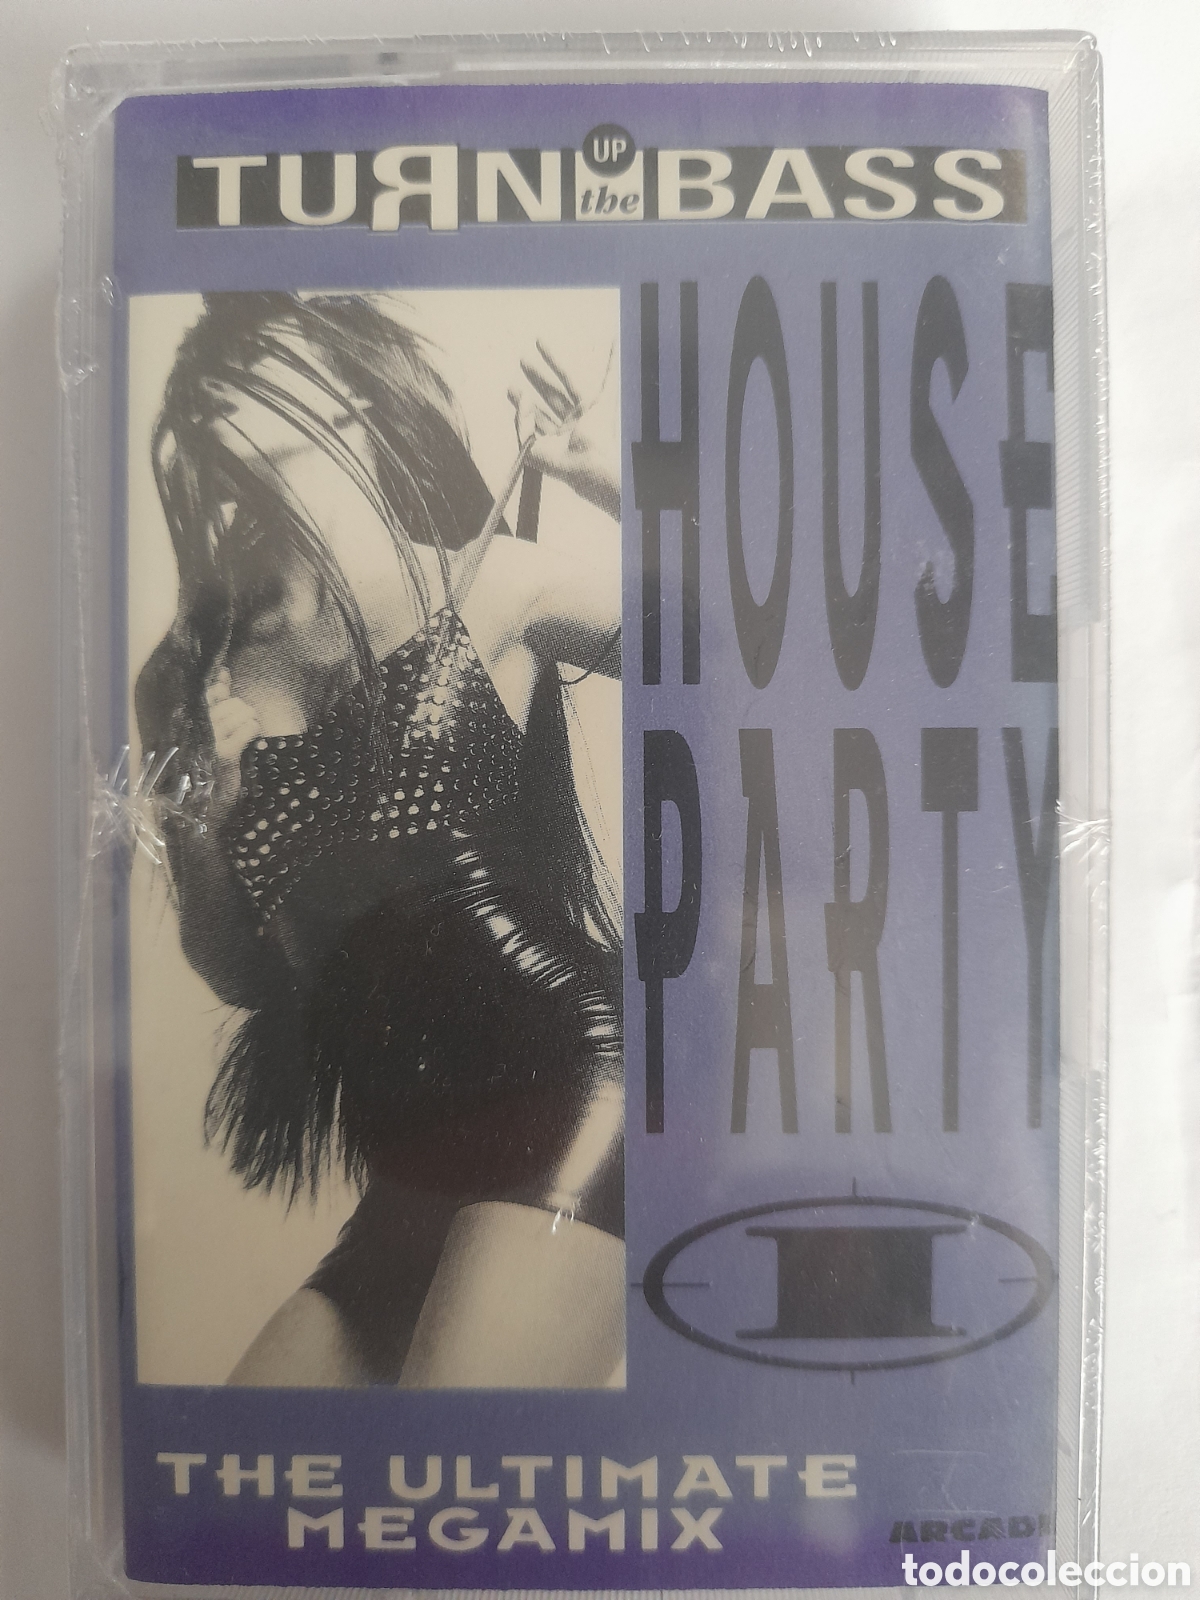 TURN UP the BASS
HOUSE
PARTY
I
THE ULTIMATE
MEGAMIX
ARCADE
todocoleccion